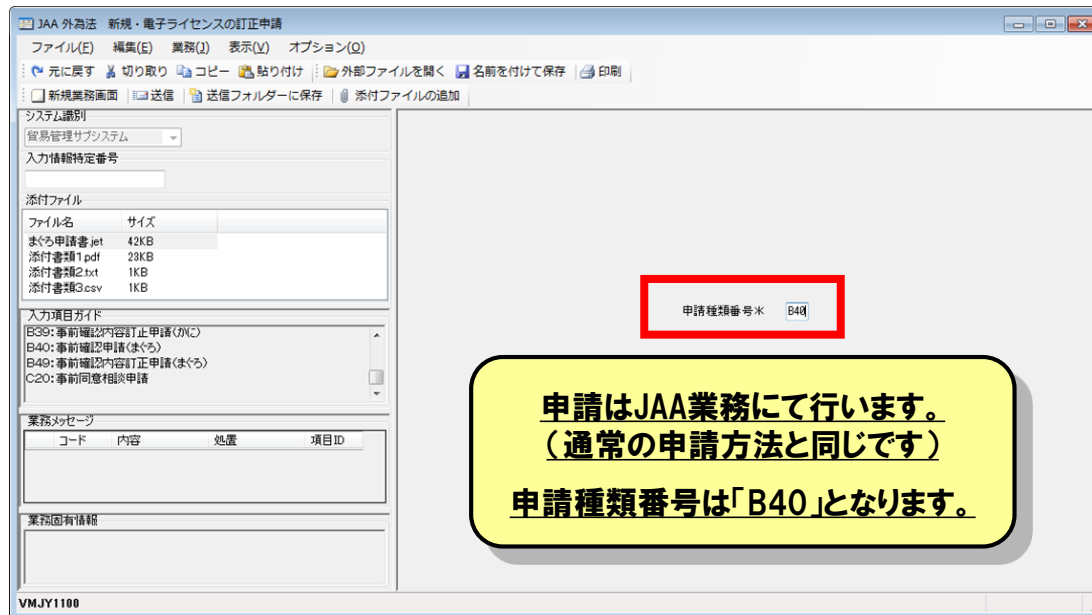 JAA 外為法 新規・電子ライセンスの訂正申請
ファイル(F) 編集(E) 業務(J) 表示(V) オプション(O)
元に戻す 切り取り コピー 貼り付け 外部ファイルを開く 名前を付けて保存 印刷
新規業務画面 送信 送信フォルダーに保存 添付ファイルの追加
システム識別
貿易管理サブシステム
入力情報特定番号
添付ファイル
ファイル名 サイズ
まぐろ申請書.jet 42KB
添付書類1.pdf 23KB
添付書類2.txt 1KB
添付書類3.csv 1KB
入力項目ガイド
B39:事前確認内容訂正申請(かに)
B40:事前確認申請(まぐろ)
B49:事前確認内容訂正申請(まぐろ)
C20:事前同意相談申請
業務メッセージ
コード 内容 処置 項目ID
業務固有情報
VMJY1100
申請種類番号* B40
申請はJAA業務にて行います。
(通常の申請方法と同じです)
申請種類番号は「B40」となります。